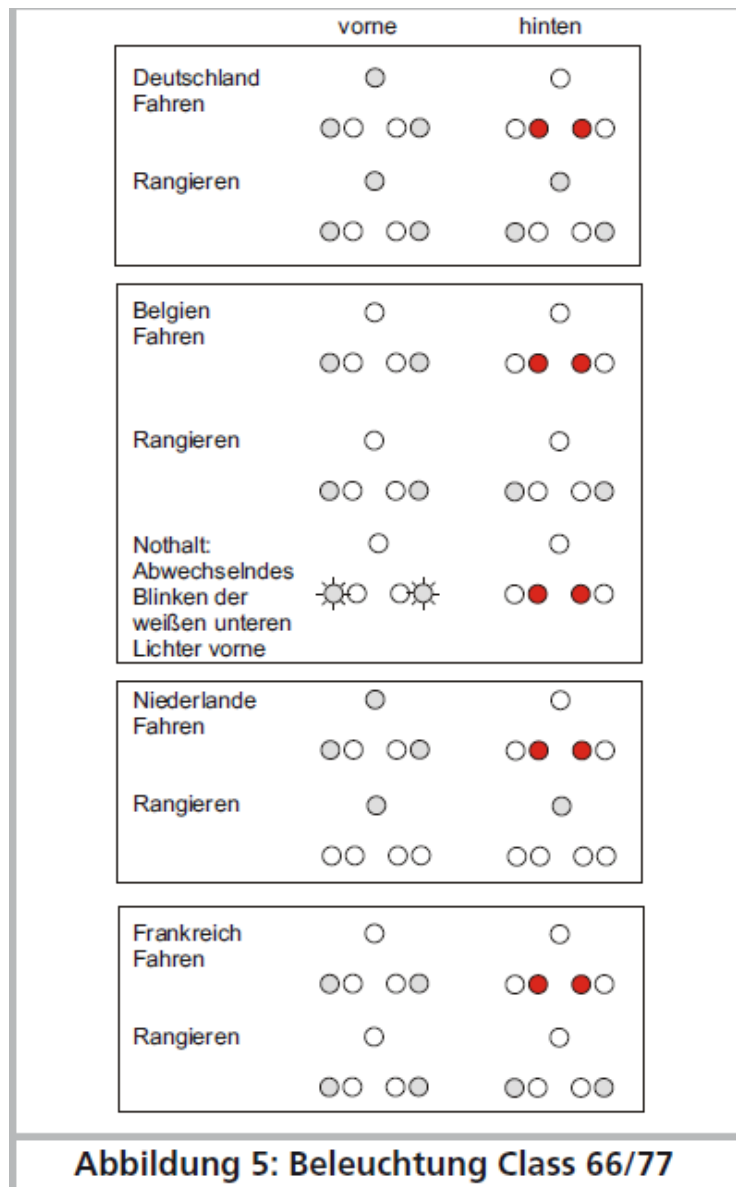 vorne hinten
Deutschland
Fahren
Rangieren
Belgien
Fahren
Rangieren
Nothalt:
Abwechselndes
Blinken der
weißen unteren
Lichter vorne
Niederlande
Fahren
Rangieren
Frankreich
Fahren
Rangieren
Abbildung 5: Beleuchtung Class 66/77